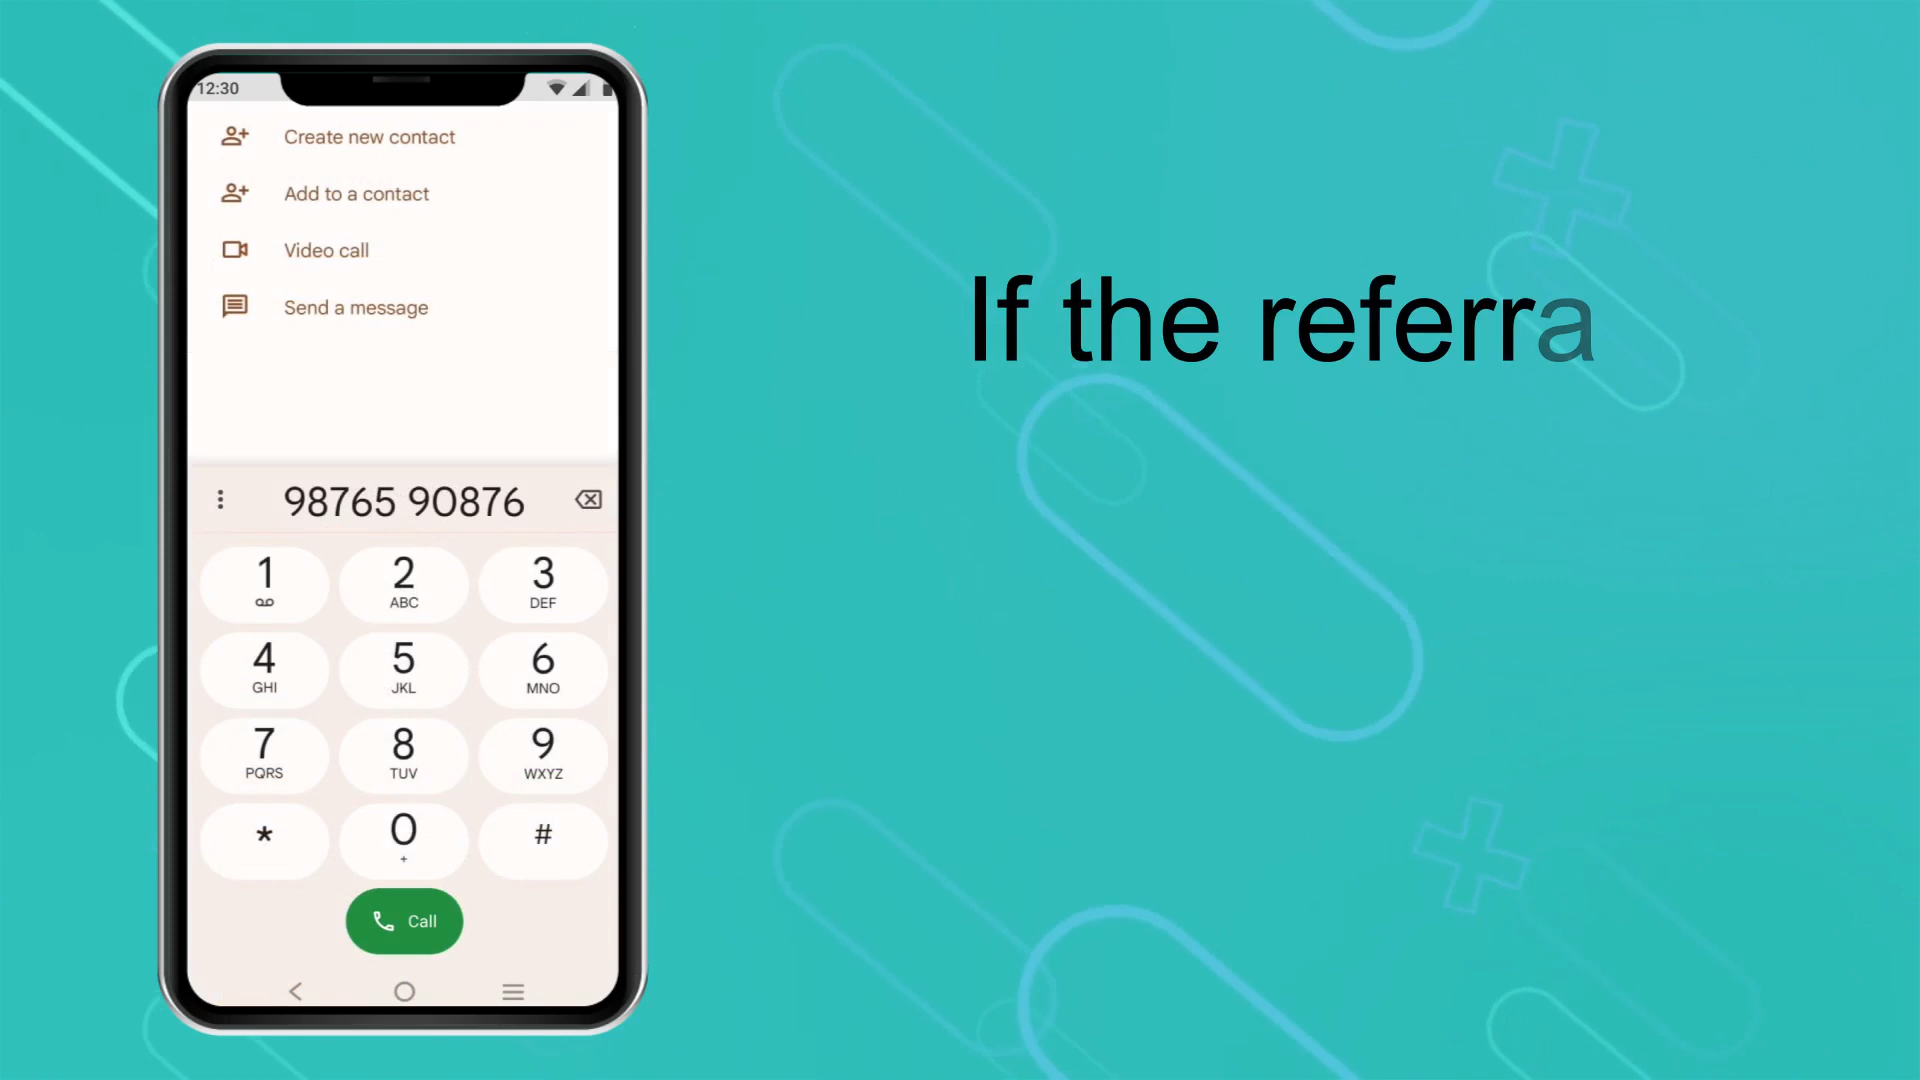 12:30
Create new contact
Add to a contact
Video call
Send a message
If the referra
98765 90876
1
2 ABC
3 DEF
4 GHI
5 JKL
6 MNO
7 PQRS
8 TUV
9 WXYZ
*
0 +
#
Call